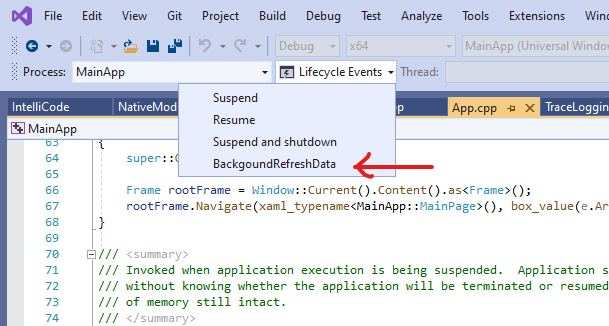 Edit View Git Project Build Debug Test Analyze Tools Extensions Window
Debug x64 MainApp (Universal Window
Process: MainApp Lifecycle Events Thread:
Suspend
Resume
Suspend and shutdown
BackgoundRefreshData
IntelliCode NativeMod pp App.cpp TraceLogging
MainApp
63 {
64 super::O
65
66 Frame rootFrame = Window::Current().Content().as<Frame>();
67 rootFrame.Navigate(xaml_typename<MainApp::MainPage>(), box_value(e.Ar
68 }
69
70 /// <summary>
71 /// Invoked when application execution is being suspended. Application s
72 /// without knowing whether the application will be terminated or resumed
73 /// of memory still intact.
74 /// </summary>